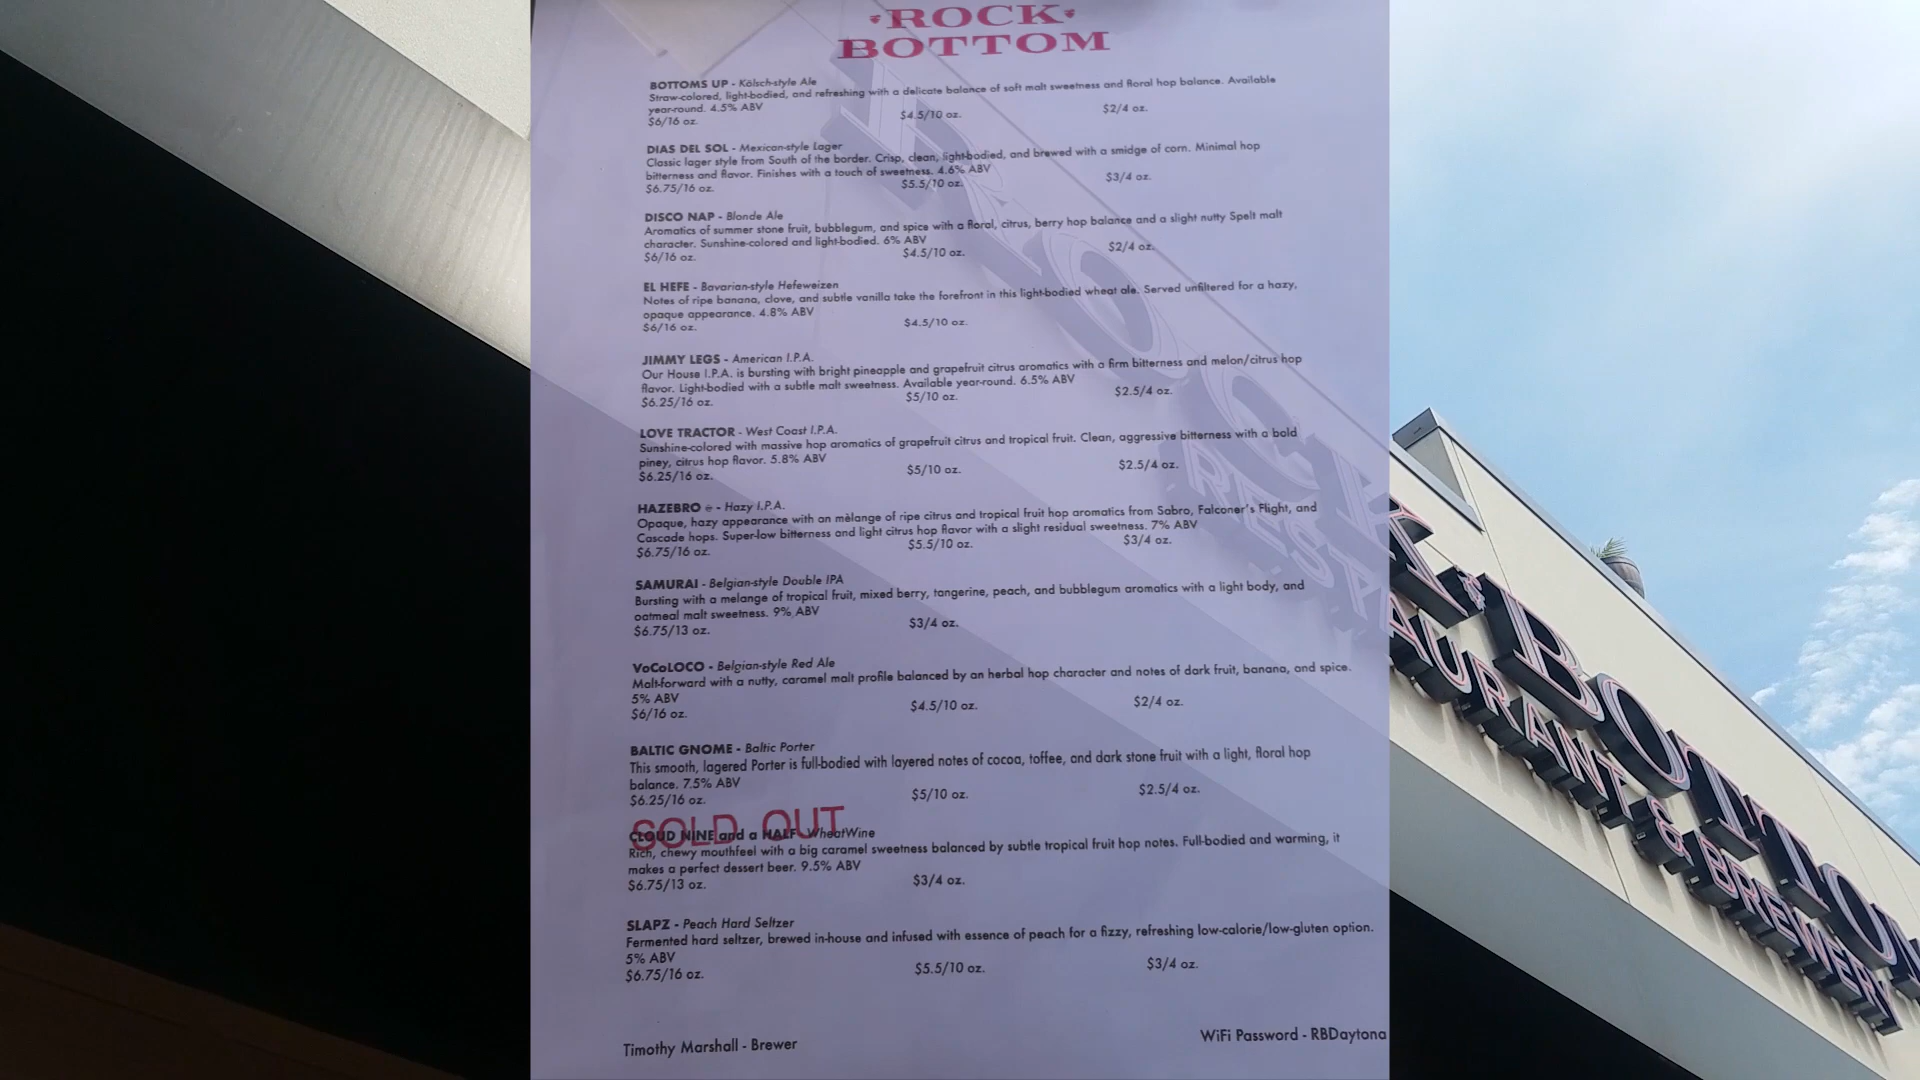 ROCK
BOTTOM
BOTTOMS UP - Kölsch-style Ale
Straw-colored, light-bodied, and refreshing with a delicate balance of soft malt sweetness and floral hop balance. Available
year-round. 4.5% ABV
$6/16 oz. $4.5/10 oz. $2/4 oz.
DIAS DEL SOL - Mexican-style Lager
Classic lager style from South of the border. Crisp, clean, light-bodied, and brewed with a smidge of corn. Minimal hop
bitterness and flavor. Finishes with a touch of sweetness. 4.6% ABV
$6.75/16 oz. $5.5/10 oz. $3/4 oz.
DISCO NAP - Blonde Ale
Aromatics of summer stone fruit, bubblegum, and spice with a floral, citrus, berry hop balance and a slight nutty Spelt malt
character. Sunshine-colored and light-bodied. 6% ABV
$6/16 oz. $4.5/10 oz. $2/4 oz.
EL HEFE - Bavarian-style Hefeweizen
Notes of ripe banana, clove, and subtle vanilla take the forefront in this light-bodied wheat ale. Served unfiltered for a hazy,
opaque appearance. 4.8% ABV
$6/16 oz. $4.5/10 oz.
JIMMY LEGS - American I.P.A.
Our House I.P.A. is bursting with bright pineapple and grapefruit citrus aromatics with a firm bitterness and melon/citrus hop
flavor. Light-bodied with a subtle malt sweetness. Available year-round. 6.5% ABV
$6.25/16 oz. $5/10 oz. $2.5/4 oz.
LOVE TRACTOR - West Coast I.P.A.
Sunshine-colored with massive hop aromatics of grapefruit citrus and tropical fruit. Clean, aggressive bitterness with a bold
piney, citrus hop flavor. 5.8% ABV
$6.25/16 oz. $5/10 oz. $2.5/4 oz.
HAZEBRO - Hazy I.P.A.
Opaque, hazy appearance with an mèlange of ripe citrus and tropical fruit hop aromatics from Sabro, Falconer's Flight, and
Cascade hops. Super-low bitterness and light citrus hop flavor with a slight residual sweetness. 7% ABV
$6.75/16 oz. $5.5/10 oz. $3/4 oz.
SAMURAI - Belgian-style Double IPA
Bursting with a melange of tropical fruit, mixed berry, tangerine, peach, and bubblegum aromatics with a light body, and
oatmeal malt sweetness. 9% ABV
$6.75/13 oz. $3/4 oz.
VoCoLOCO - Belgian-style Red Ale
Malt-forward with a nutty, caramel malt profile balanced by an herbal hop character and notes of dark fruit, banana, and spice.
5% ABV
$6/16 oz. $4.5/10 oz. $2/4 oz.
BALTIC GNOME - Baltic Porter
This smooth, lagered Porter is full-bodied with layered notes of cocoa, toffee, and dark stone fruit with a light, floral hop
balance. 7.5% ABV
$6.25/16 oz. $5/10 oz. $2.5/4 oz.
SOLD OUT
CLOUD NINE and a HALF WheatWine
Rich, chewy mouthfeel with a big caramel sweetness balanced by subtle tropical fruit hop notes. Full-bodied and warming, it
makes a perfect dessert beer. 9.5% ABV
$6.75/13 oz. $3/4 oz.
SLAPZ - Peach Hard Seltzer
Fermented hard seltzer, brewed in-house and infused with essence of peach for a fizzy, refreshing low-calorie/low-gluten option.
5% ABV
$6.75/16 oz. $5.5/10 oz. $3/4 oz.
Timothy Marshall - Brewer
WiFi Password - RBDaytona
ROCK BOTTOM
RESTAURANT & BREWERY